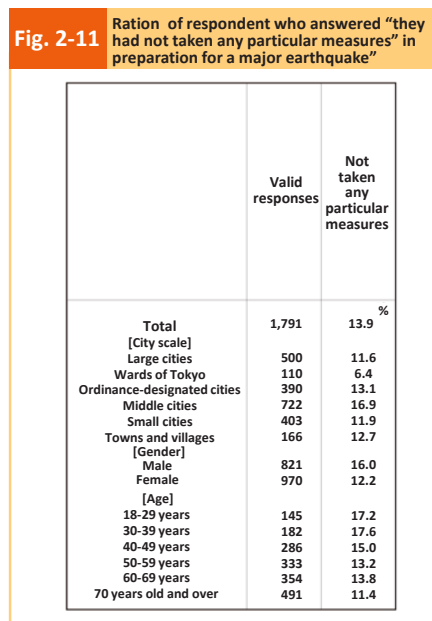 Fig. 2-11
Ration of respondent who answered “they
had not taken any particular measures” in
preparation for a major earthquake”
Valid
responses
Not
taken
any
particular
measures
%
Total 1,791 13.9
[City scale]
Large cities 500 11.6
Wards of Tokyo 110 6.4
Ordinance-designated cities 390 13.1
Middle cities 722 16.9
Small cities 403 11.9
Towns and villages 166 12.7
[Gender]
Male 821 16.0
Female 970 12.2
[Age]
18-29 years 145 17.2
30-39 years 182 17.6
40-49 years 286 15.0
50-59 years 333 13.2
60-69 years 354 13.8
70 years old and over 491 11.4